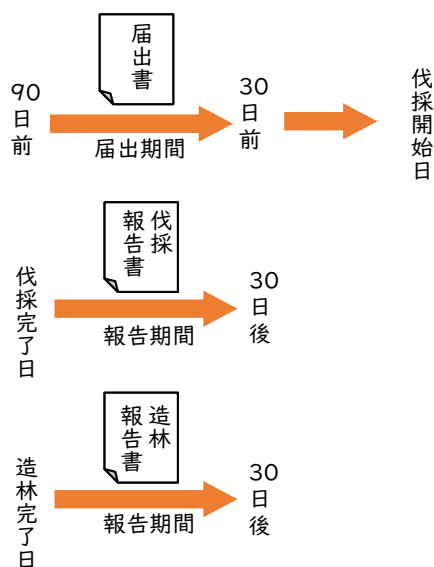 届出書
90日前
届出期間
30日前
伐採開始日
伐採報告書
伐採完了日
報告期間
30日後
造林報告書
造林完了日
報告期間
30日後